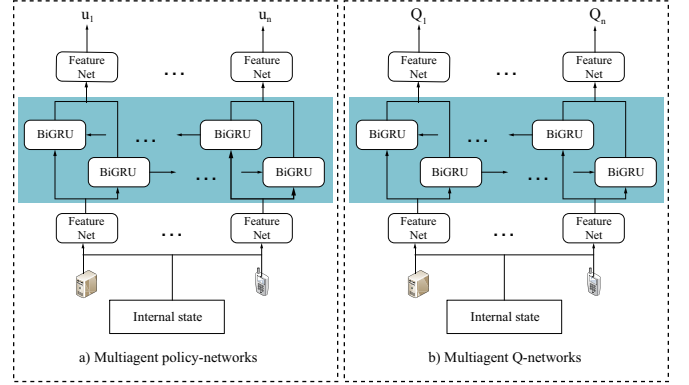 u1 un
Feature Net ... Feature Net
BiGRU ... BiGRU
BiGRU ... BiGRU
Feature Net ... Feature Net
Internal state
a) Multiagent policy-networks
Q1 Qn
Feature Net ... Feature Net
BiGRU ... BiGRU
BiGRU ... BiGRU
Feature Net ... Feature Net
Internal state
b) Multiagent Q-networks